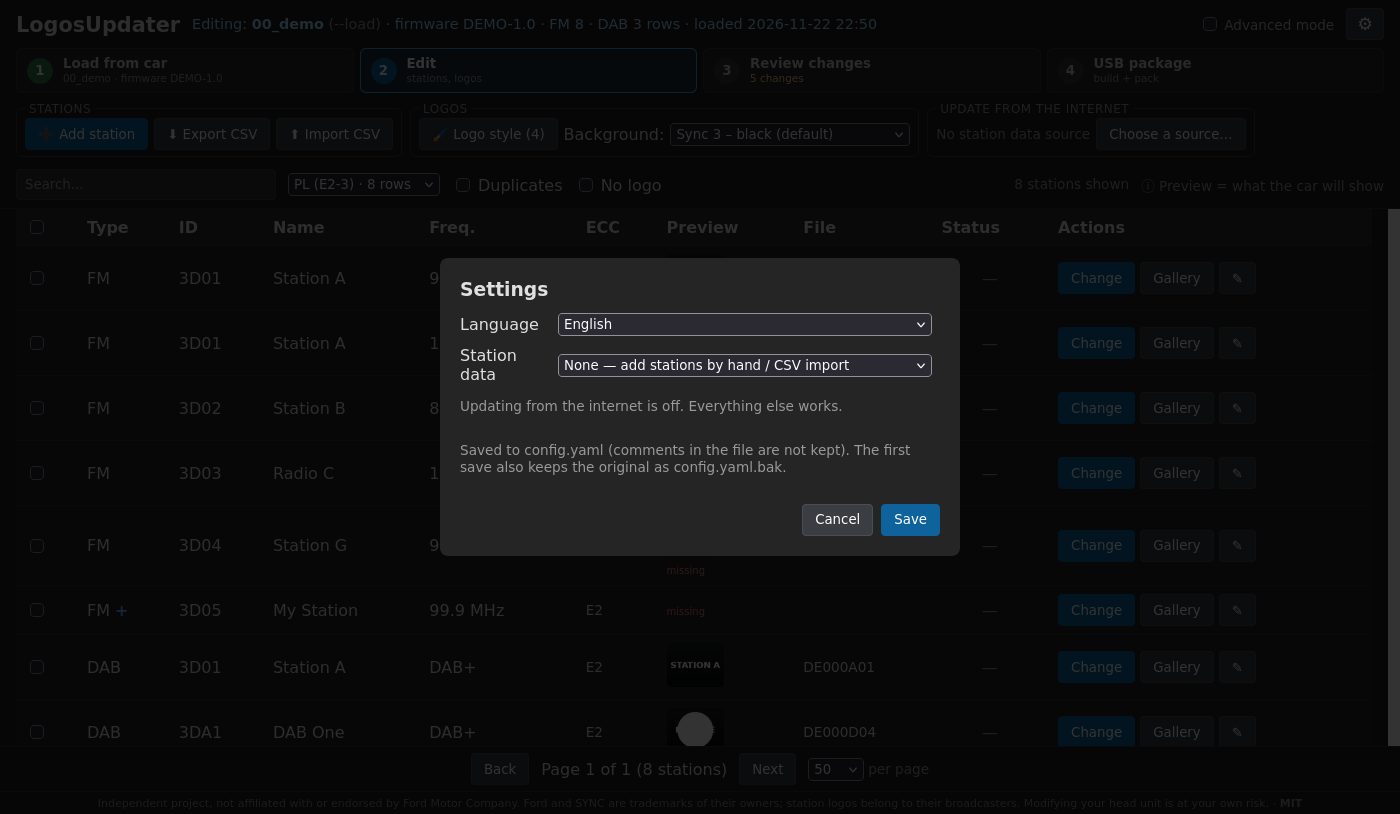 LogosUpdater Editing: 00_demo (--load) · firmware DEMO-1.0 · FM 8 · DAB 3 rows · loaded 2026-11-22 22:50 Advanced mode
1 Load from car
00_demo · firmware DEMO-1.0
2 Edit
stations, logos
3 Review changes
5 changes
4 USB package
build + pack
STATIONS
Add station ⬇ Export CSV ⬆ Import CSV
LOGOS
Logo style (4) Background: Sync 3 – black (default)
UPDATE FROM THE INTERNET
No station data source Choose a source...
Search... PL (E2-3) · 8 rows Duplicates No logo 8 stations shown ⓘ Preview = what the car will show
Type ID Name Freq. ECC Preview File Status Actions
FM 3D01 Station A 9 — Change Gallery ✎
FM 3D01 Station A 1 — Change Gallery ✎
FM 3D02 Station B 8 — Change Gallery ✎
FM 3D03 Radio C 1 — Change Gallery ✎
FM 3D04 Station G 9 missing — Change Gallery ✎
FM + 3D05 My Station 99.9 MHz E2 missing — Change Gallery ✎
DAB 3D01 Station A DAB+ E2 STATION A DE000A01 — Change Gallery ✎
DAB 3DA1 DAB One DAB+ E2 DE000D04 — Change Gallery ✎
Settings
Language English
Station data None — add stations by hand / CSV import
Updating from the internet is off. Everything else works.
Saved to config.yaml (comments in the file are not kept). The first
save also keeps the original as config.yaml.bak.
Cancel Save
Back Page 1 of 1 (8 stations) Next 50 per page
Independent project, not affiliated with or endorsed by Ford Motor Company. Ford and SYNC are trademarks of their owners; station logos belong to their broadcasters. Modifying your head unit is at your own risk. · MIT